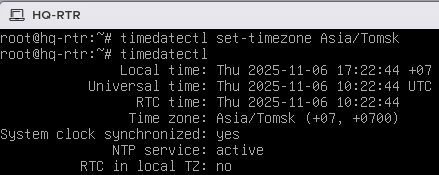 HQ-RTR
root@hq-rtr:~# timedatectl set-timezone Asia/Tomsk
root@hq-rtr:~# timedatectl
Local time: Thu 2025-11-06 17:22:44 +07
Universal time: Thu 2025-11-06 10:22:44 UTC
RTC time: Thu 2025-11-06 10:22:44
Time zone: Asia/Tomsk (+07, +0700)
System clock synchronized: yes
NTP service: active
RTC in local TZ: no